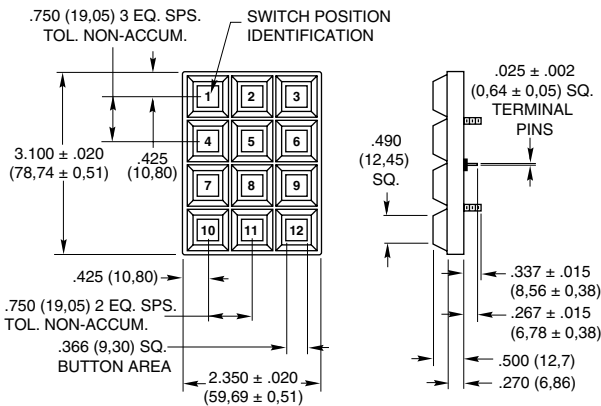 .750 (19,05) 3 EQ. SPS.
TOL. NON-ACCUM.
SWITCH POSITION
IDENTIFICATION
1
2
3
4
5
6
7
8
9
10
11
12
3.100 ± .020
(78,74 ± 0,51)
.425
(10,80)
.425 (10,80)
.750 (19,05) 2 EQ. SPS.
TOL. NON-ACCUM.
.366 (9,30) SQ.
BUTTON AREA
2.350 ± .020
(59,69 ± 0,51)
.025 ± .002
(0,64 ± 0,05) SQ.
TERMINAL
PINS
.490
(12,45)
SQ.
.337 ± .015
(8,56 ± 0,38)
.267 ± .015
(6,78 ± 0,38)
.500 (12,7)
.270 (6,86)